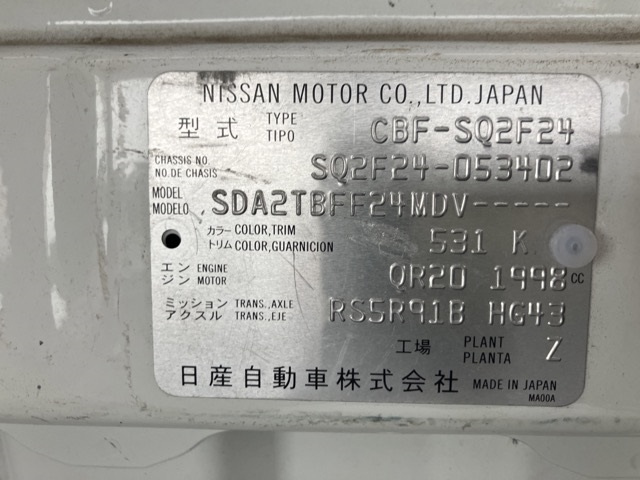 NISSAN MOTOR CO., LTD. JAPAN
型式 TYPE TIPO CBF-SQ2F24
CHASSIS NO. NO. DE CHASIS SQ2F24-053402
MODEL MODELO SDA2TBFF24MDV-----
カラー COLOR, TRIM トリム COLOR, GUARNICION 531 K
エンジン ENGINE MOTOR QR20 1998 CC
ミッション TRANS., AXLE アクスル TRANS., EJE RS5R91B HG43
工場 PLANT PLANTA Z
日産自動車株式会社 MADE IN JAPAN
MA00A